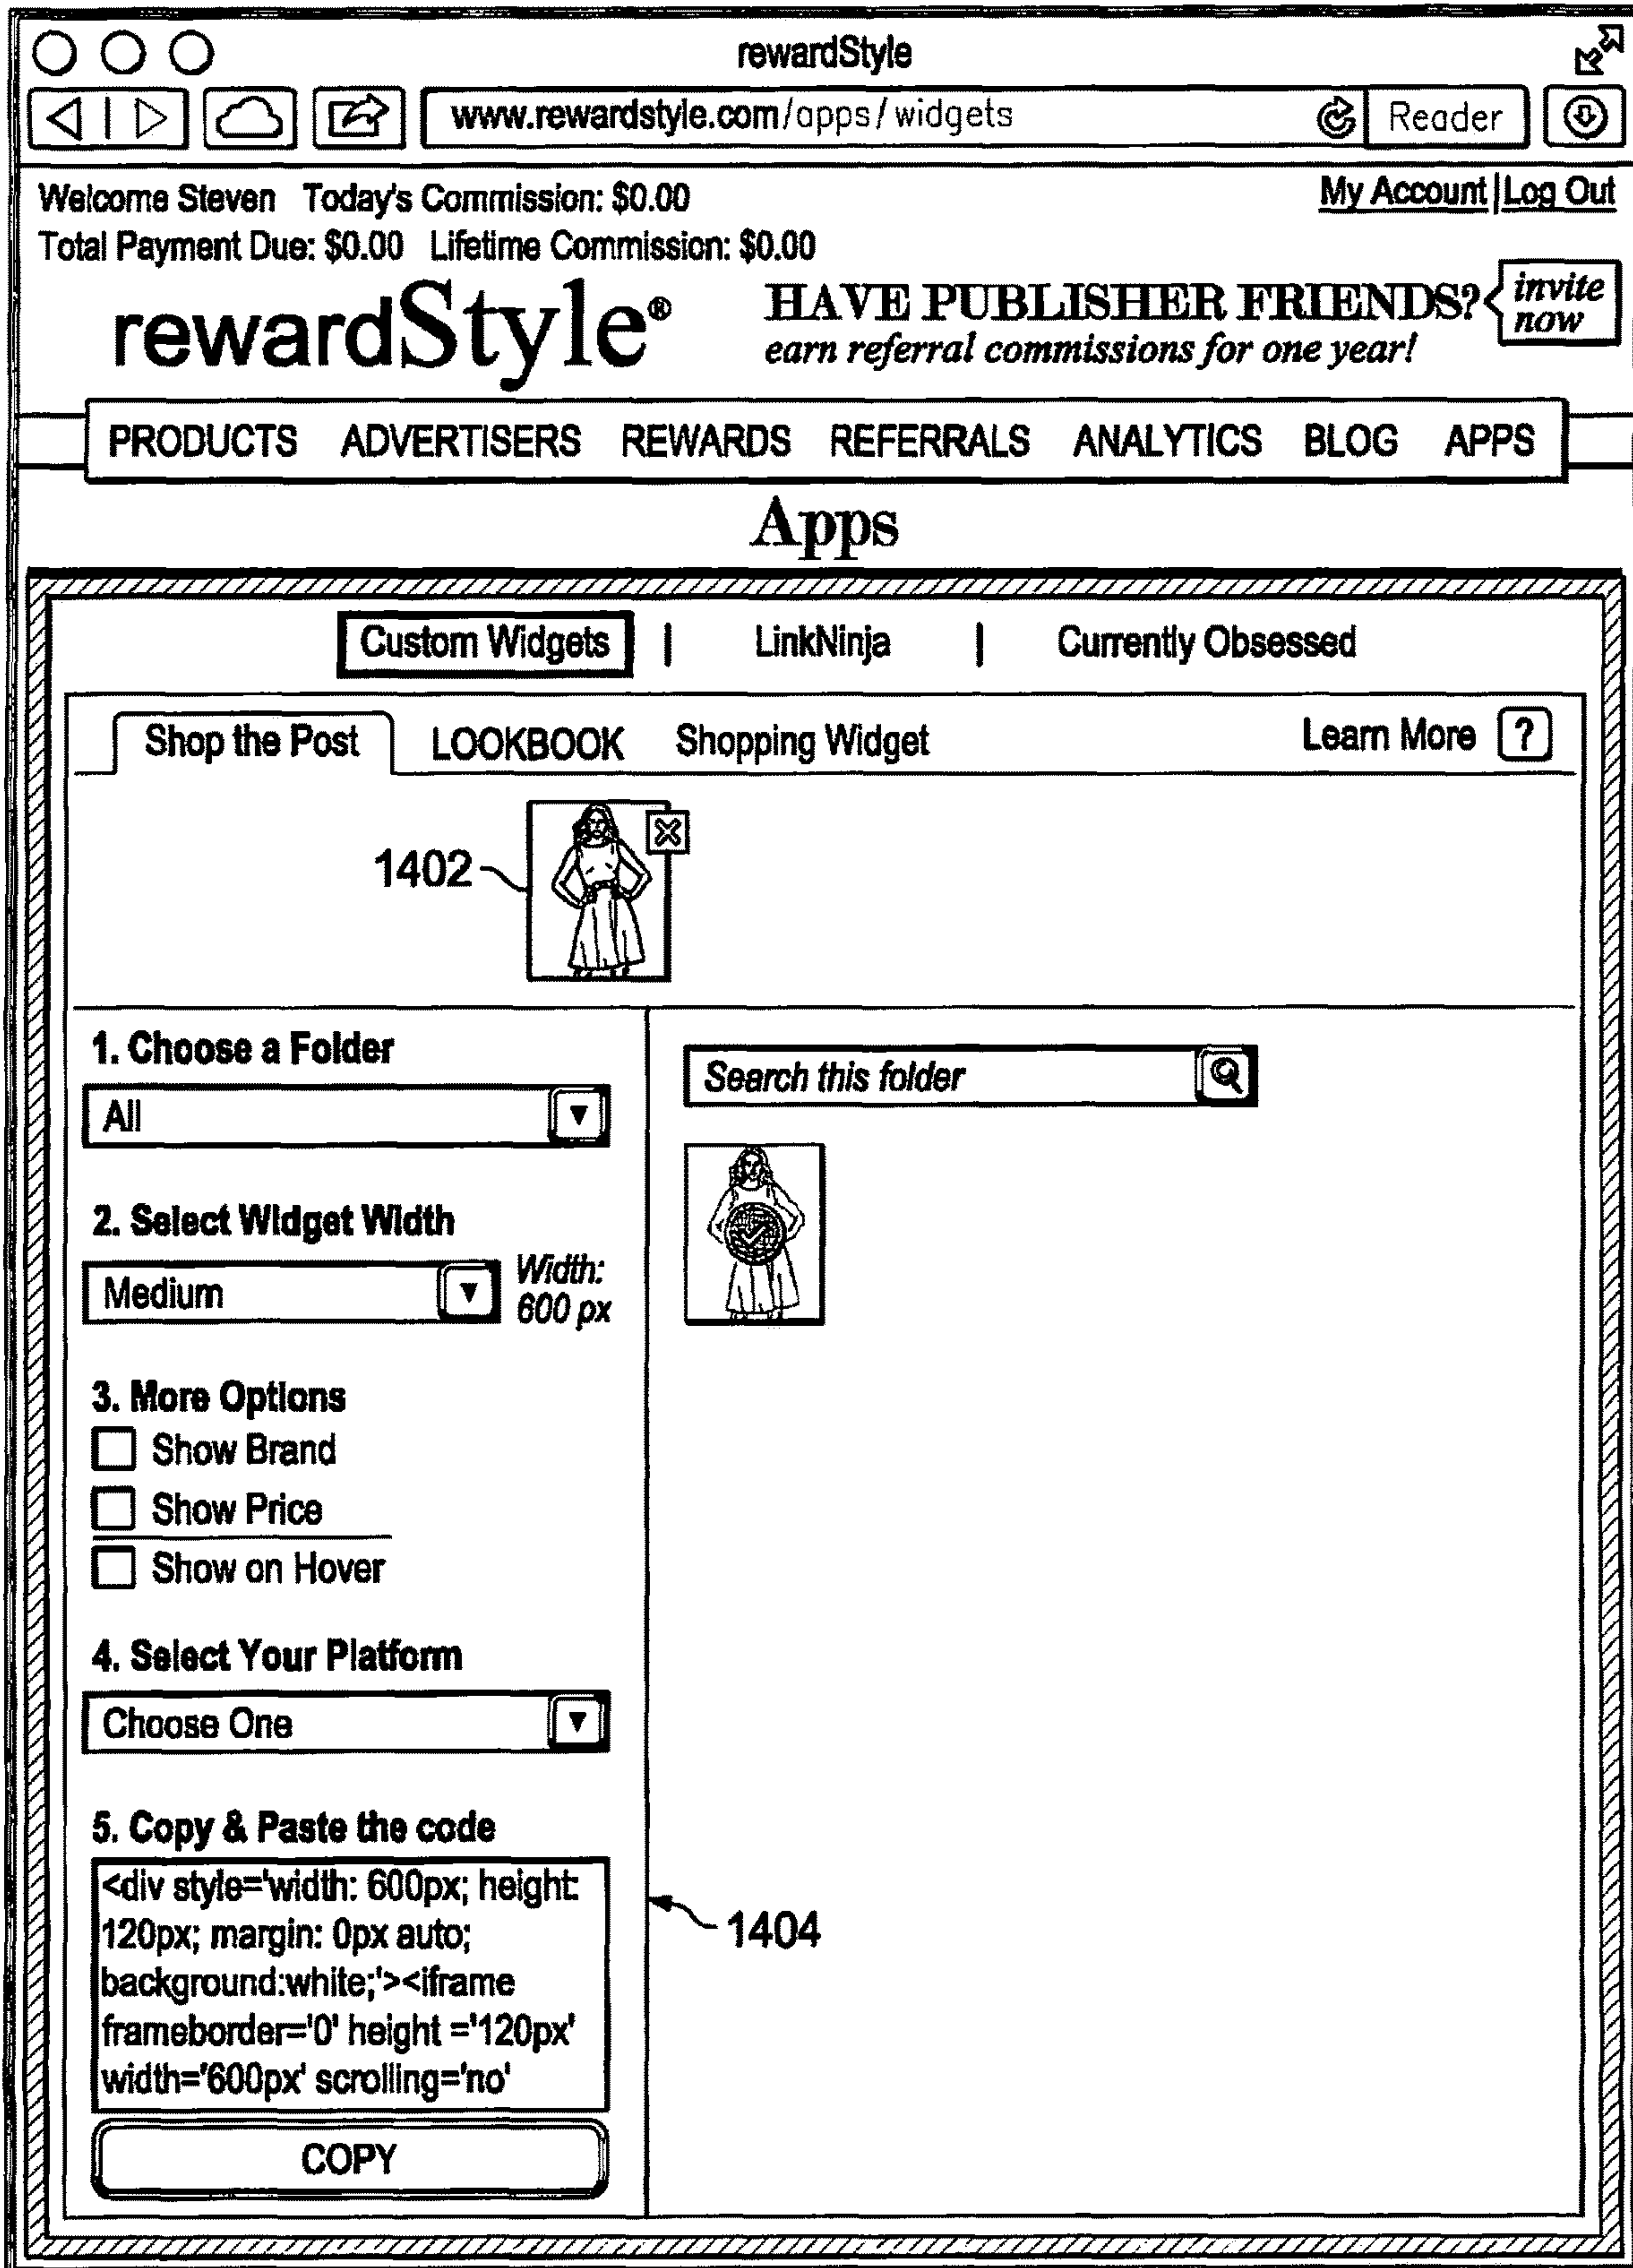 rewardStyle
www.rewardstyle.com/apps/widgets
Reader
Welcome Steven Today's Commission: $0.00
My Account|Log Out
Total Payment Due: $0.00 Lifetime Commission: $0.00
rewardStyle®
HAVE PUBLISHER FRIENDS?
earn referral commissions for one year!
invite
now
PRODUCTS ADVERTISERS REWARDS REFERRALS ANALYTICS BLOG APPS
Apps
Custom Widgets | LinkNinja | Currently Obsessed
Shop the Post LOOKBOOK Shopping Widget Learn More ?
1402
1. Choose a Folder
All
Search this folder
2. Select Widget Width
Medium
Width:
600 px
3. More Options
Show Brand
Show Price
Show on Hover
4. Select Your Platform
Choose One
5. Copy & Paste the code
<div style='width: 600px; height:
120px; margin: 0px auto;
background:white;'><iframe
frameborder='0' height ='120px'
width='600px' scrolling='no'
1404
COPY